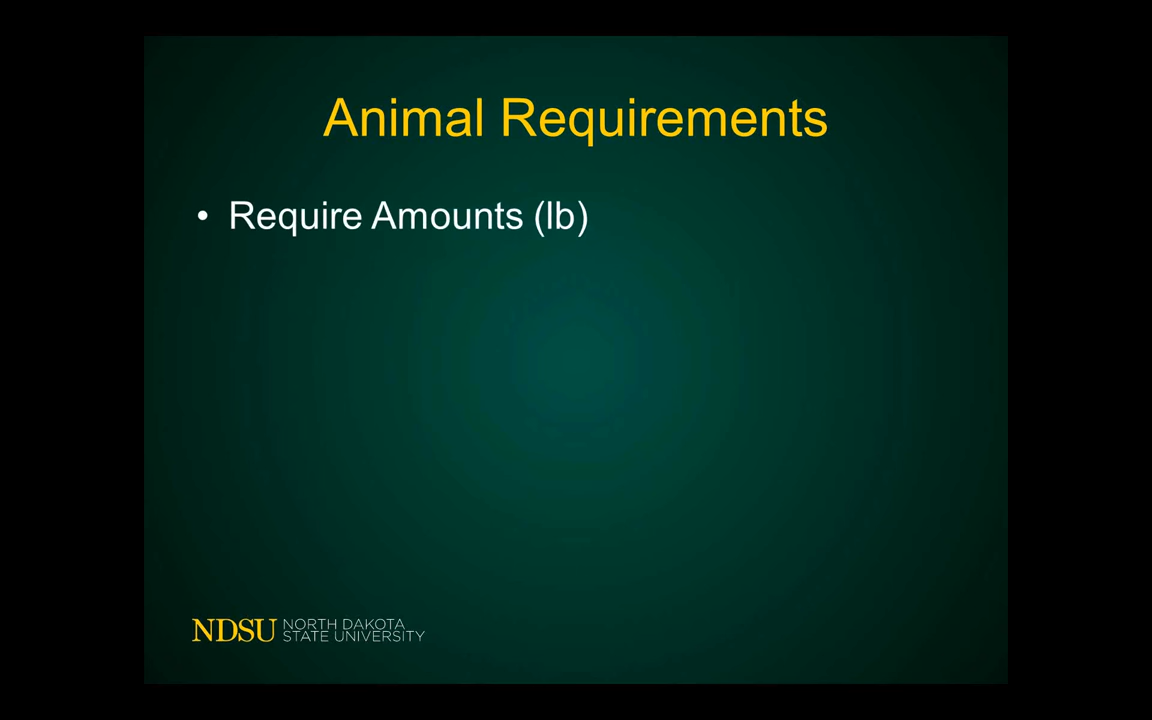 Animal Requirements
• Require Amounts (lb)
NDSU NORTH DAKOTA
STATE UNIVERSITY